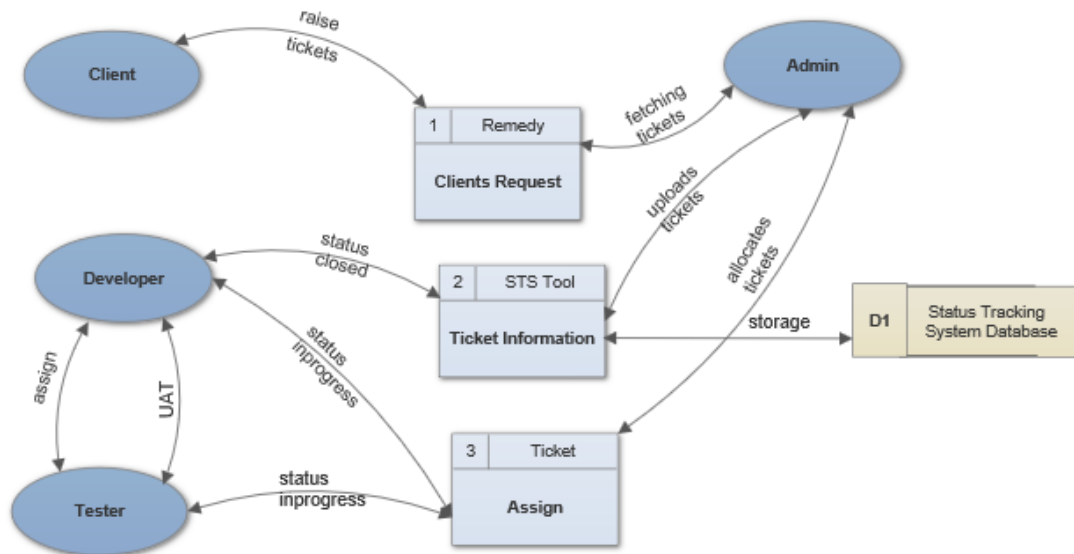 raise
tickets
Client
Admin
fetching
tickets
1 Remedy
Clients Request
uploads
tickets
allocates
tickets
status
closed
Developer
2 STS Tool
Ticket Information
storage
D1
Status Tracking
System Database
status
inprogress
assign
UAT
3 Ticket
Assign
status
inprogress
Tester